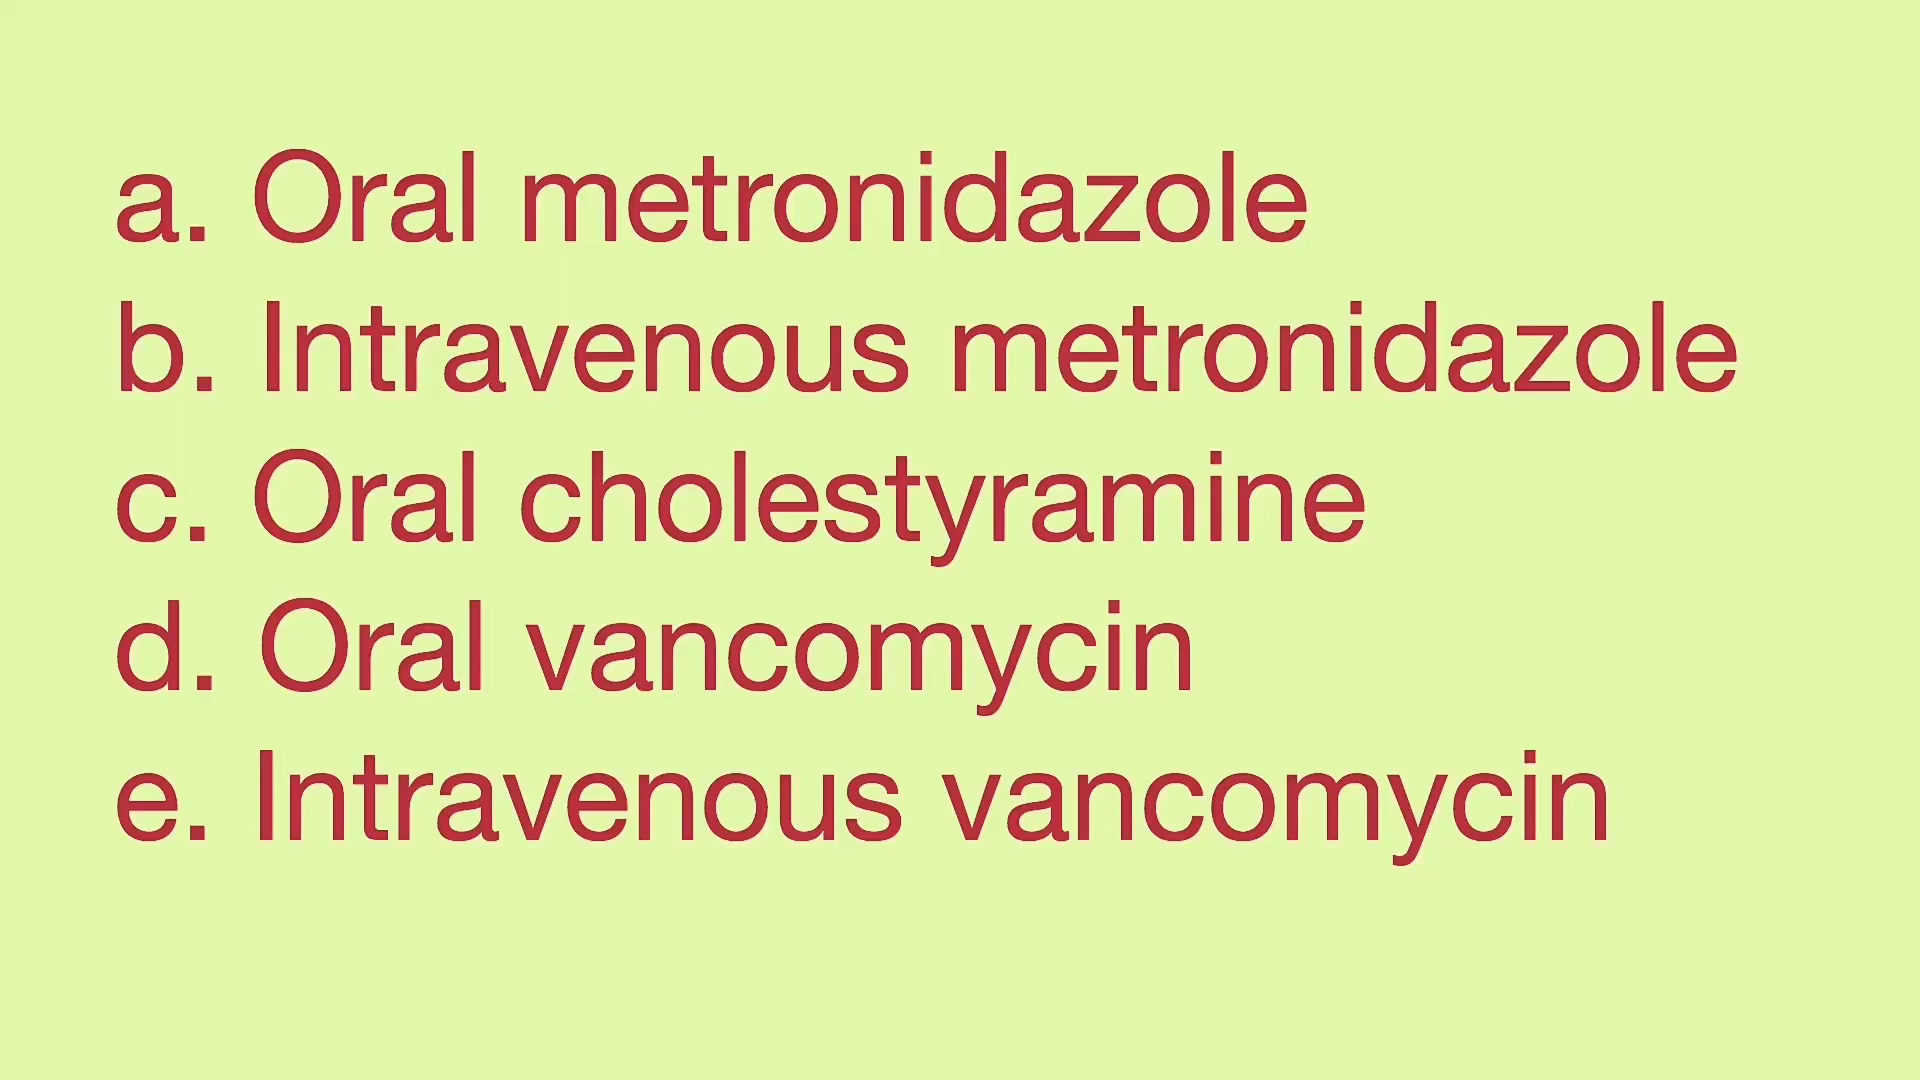 a. Oral metronidazole
b. Intravenous metronidazole
c. Oral cholestyramine
d. Oral vancomycin
e. Intravenous vancomycin